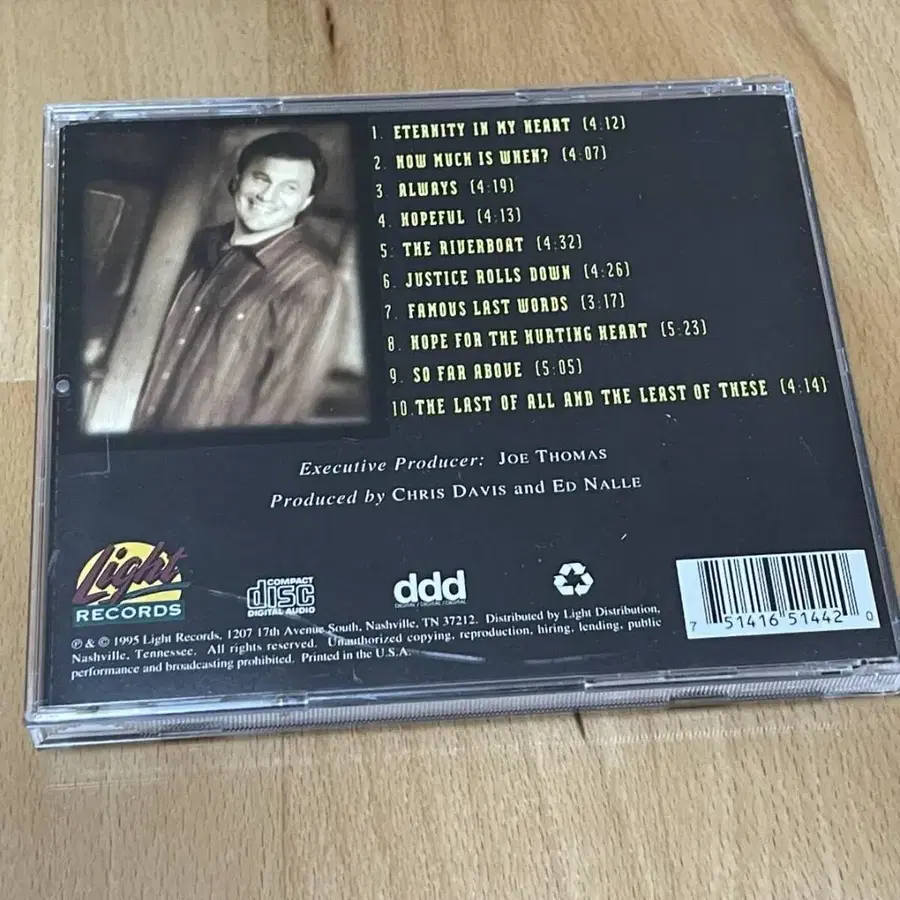 1. ETERNITY IN MY HEART (4:12)
2. HOW MUCH IS WHEN? (4:07)
3. ALWAYS (4:19)
4. HOPEFUL (4:13)
5. THE RIVERBOAT (4:32)
6. JUSTICE ROLLS DOWN (4:26)
7. FAMOUS LAST WORDS (3:17)
8. HOPE FOR THE HURTING HEART (5:23)
9. SO FAR ABOVE (5:05)
10. THE LAST OF ALL AND THE LEAST OF THESE (4:14)
Executive Producer: JOE THOMAS
Produced by CHRIS DAVIS and ED NALLE
Light
RECORDS
COMPACT
disc
DIGITAL AUDIO
ddd
DIGITAL / DIGITAL / DIGITAL
7 51416 51442 0
℗ & © 1995 Light Records, 1207 17th Avenue South, Nashville, TN 37212. Distributed by Light Distribution,
Nashville, Tennessee. All rights reserved. Unauthorized copying, reproduction, hiring, lending, public
performance and broadcasting prohibited. Printed in the U.S.A.